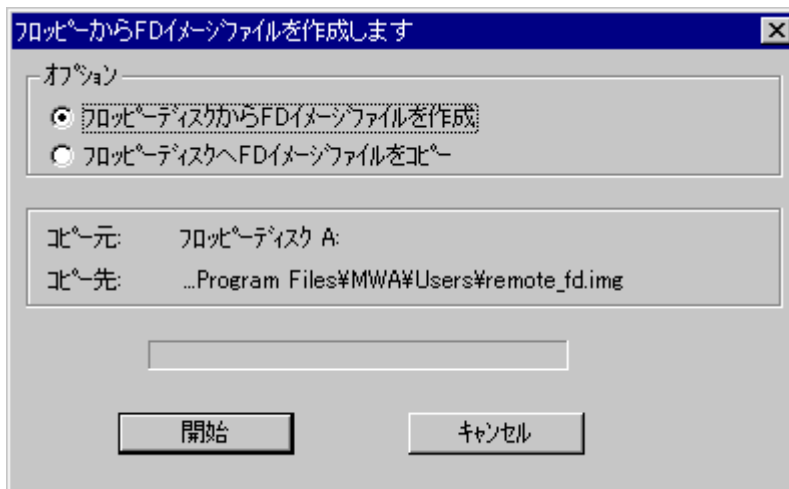 フロッピーからFDイメージファイルを作成します
オプション
フロッピーディスクからFDイメージファイルを作成
フロッピーディスクへFDイメージファイルをコピー
コピー元: フロッピーディスク A:
コピー先: ...Program Files¥MWA¥Users¥remote_fd.img
開始
キャンセル